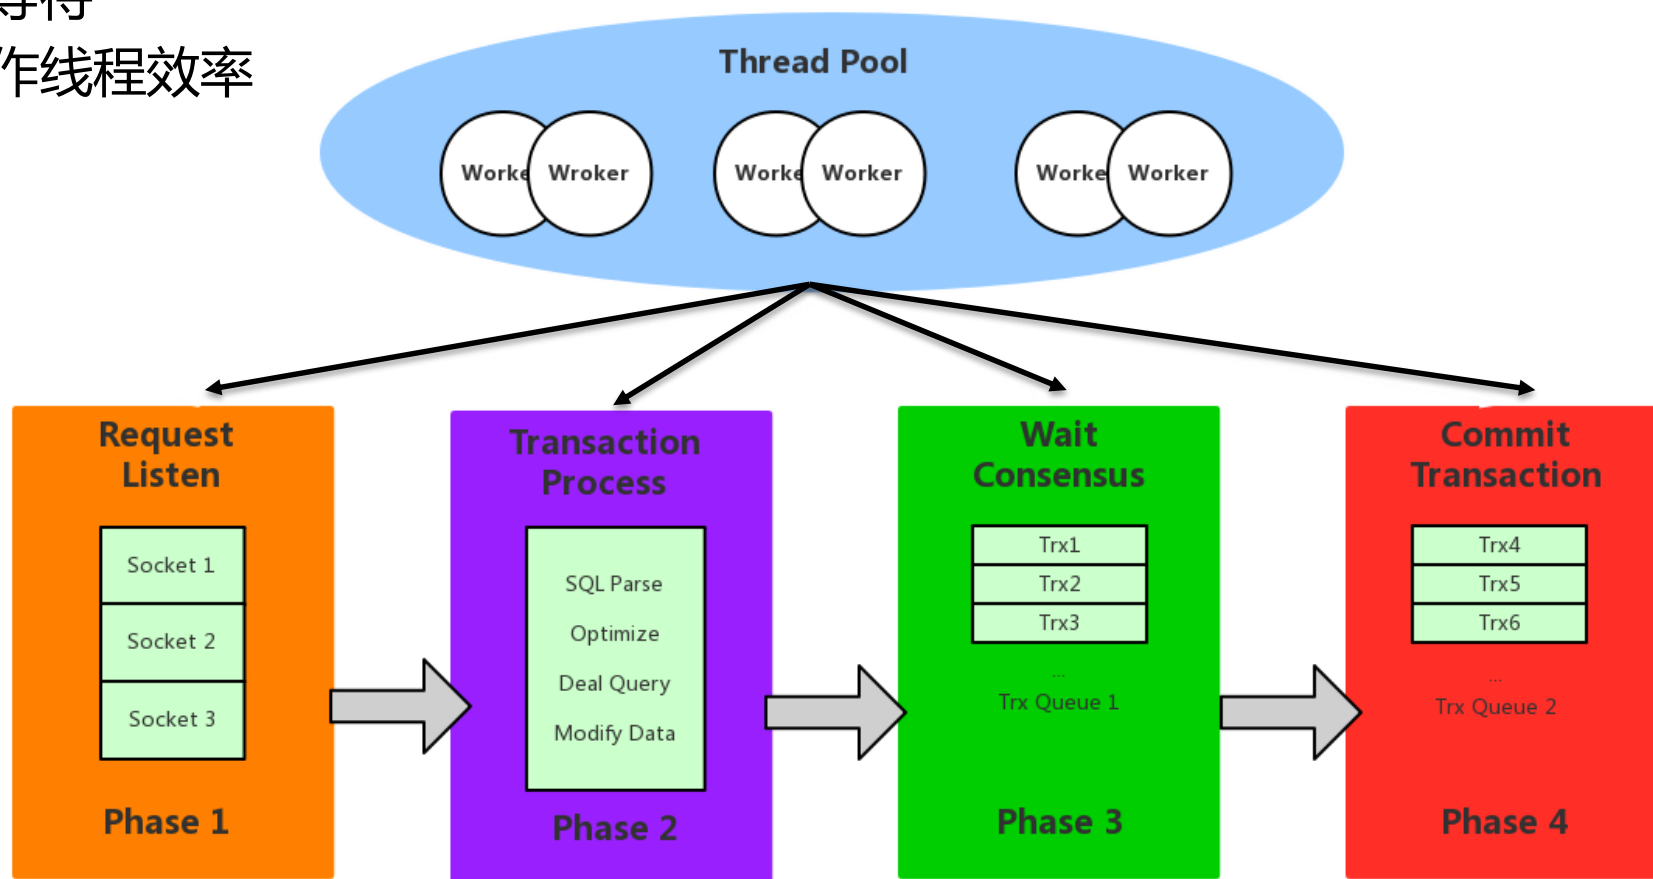 等待
作线程效率
Thread Pool
Worke Wroker Worke Worker Worke Worker
Request
Listen
Socket 1
Socket 2
Socket 3
Phase 1
Transaction
Process
SQL Parse
Optimize
Deal Query
Modify Data
Phase 2
Wait
Consensus
Trx1
Trx2
Trx3
...
Trx Queue 1
Phase 3
Commit
Transaction
Trx4
Trx5
Trx6
...
Trx Queue 2
Phase 4